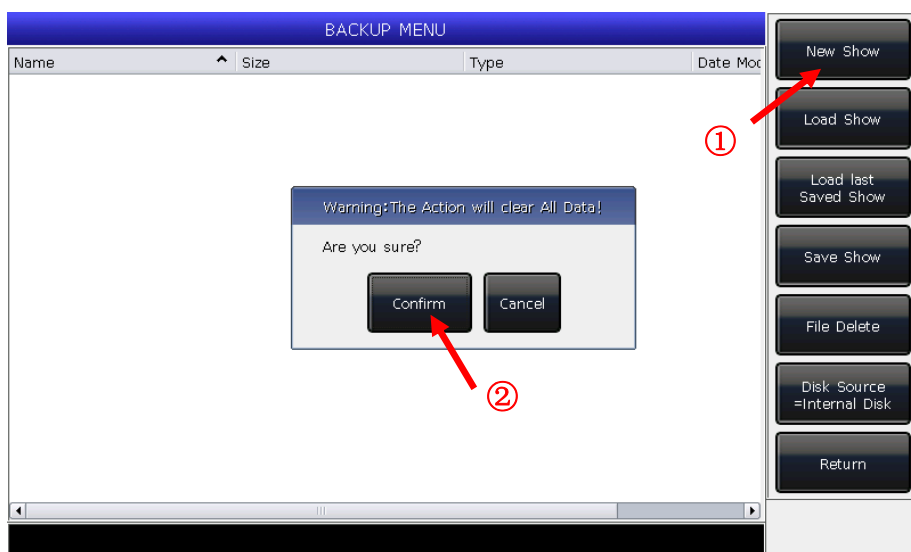 BACKUP MENU
Name
Size
Type
Date Mod
Warning:The Action will clear All Data!
Are you sure?
Confirm
Cancel
①
②
New Show
Load Show
Load last
Saved Show
Save Show
File Delete
Disk Source
=Internal Disk
Return